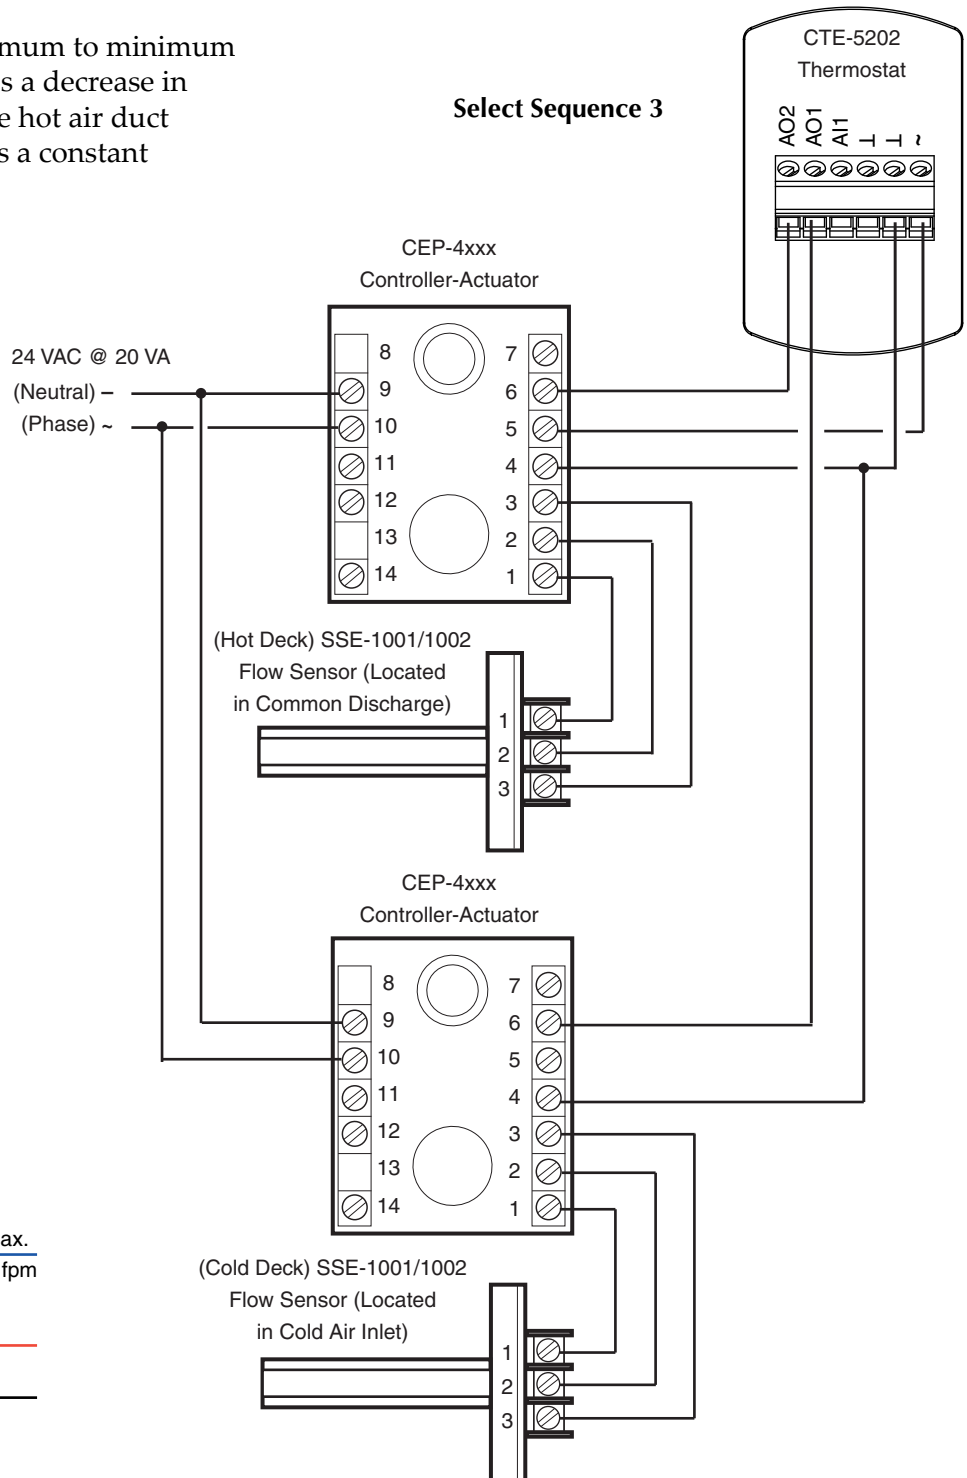 mum to minimum
s a decrease in
e hot air duct
s a constant
Select Sequence 3
CTE-5202
Thermostat
AO2
AO1
AI1
⊥
⊥
~
CEP-4xxx
Controller-Actuator
24 VAC @ 20 VA
(Neutral) –
(Phase) ~
8
9
10
11
12
13
14
7
6
5
4
3
2
1
(Hot Deck) SSE-1001/1002
Flow Sensor (Located
in Common Discharge)
1
2
3
CEP-4xxx
Controller-Actuator
8
9
10
11
12
13
14
7
6
5
4
3
2
1
ax.
fpm
(Cold Deck) SSE-1001/1002
Flow Sensor (Located
in Cold Air Inlet)
1
2
3